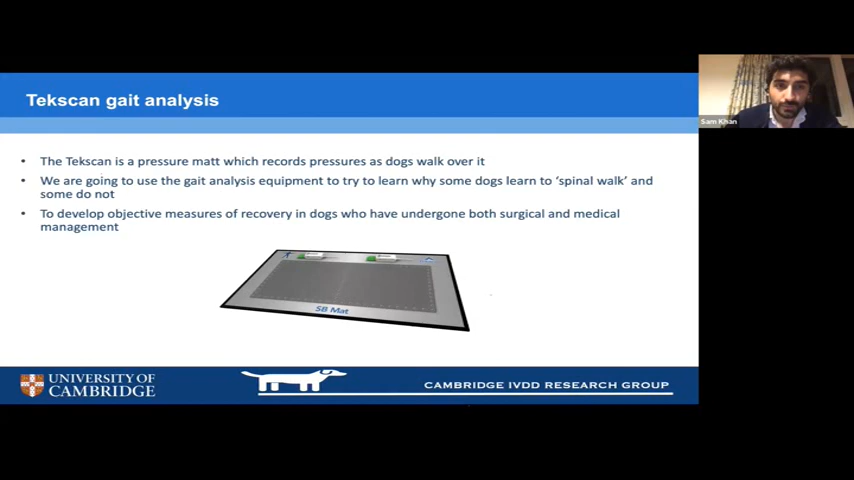 Tekscan gait analysis
Sam Khan
• The Tekscan is a pressure matt which records pressures as dogs walk over it
• We are going to use the gait analysis equipment to try to learn why some dogs learn to ‘spinal walk’ and
some do not
• To develop objective measures of recovery in dogs who have undergone both surgical and medical
management
5B Mat
UNIVERSITY OF
CAMBRIDGE
CAMBRIDGE IVDD RESEARCH GROUP